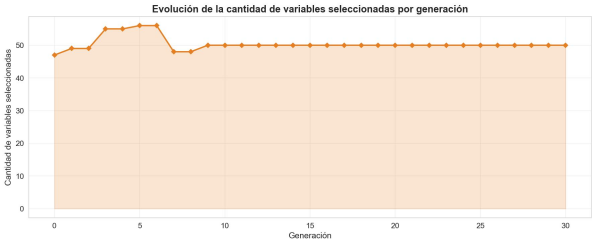 Evolución de la cantidad de variables seleccionadas por generación
Cantidad de variables seleccionadas
50
40
30
20
10
0
0 5 10 15 20 25 30
Generación